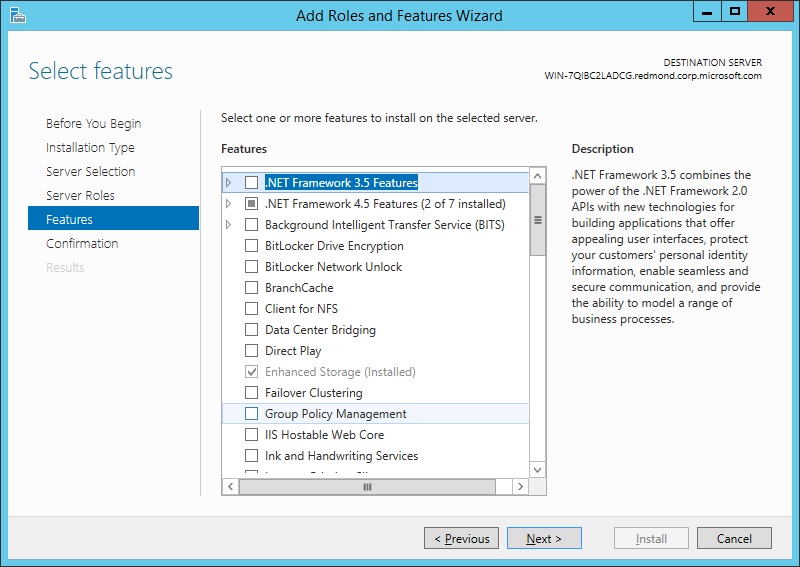 Add Roles and Features Wizard
Select features
DESTINATION SERVER
WIN-7QIBC2LADCG.redmond.corp.microsoft.com
Before You Begin
Installation Type
Server Selection
Server Roles
Features
Confirmation
Results
Select one or more features to install on the selected server.
Features
.NET Framework 3.5 Features
.NET Framework 4.5 Features (2 of 7 installed)
Background Intelligent Transfer Service (BITS)
BitLocker Drive Encryption
BitLocker Network Unlock
BranchCache
Client for NFS
Data Center Bridging
Direct Play
Enhanced Storage (Installed)
Failover Clustering
Group Policy Management
IIS Hostable Web Core
Ink and Handwriting Services
Description
.NET Framework 3.5 combines the
power of the .NET Framework 2.0
APIs with new technologies for
building applications that offer
appealing user interfaces, protect
your customers' personal identity
information, enable seamless and
secure communication, and provide
the ability to model a range of
business processes.
< Previous
Next >
Install
Cancel